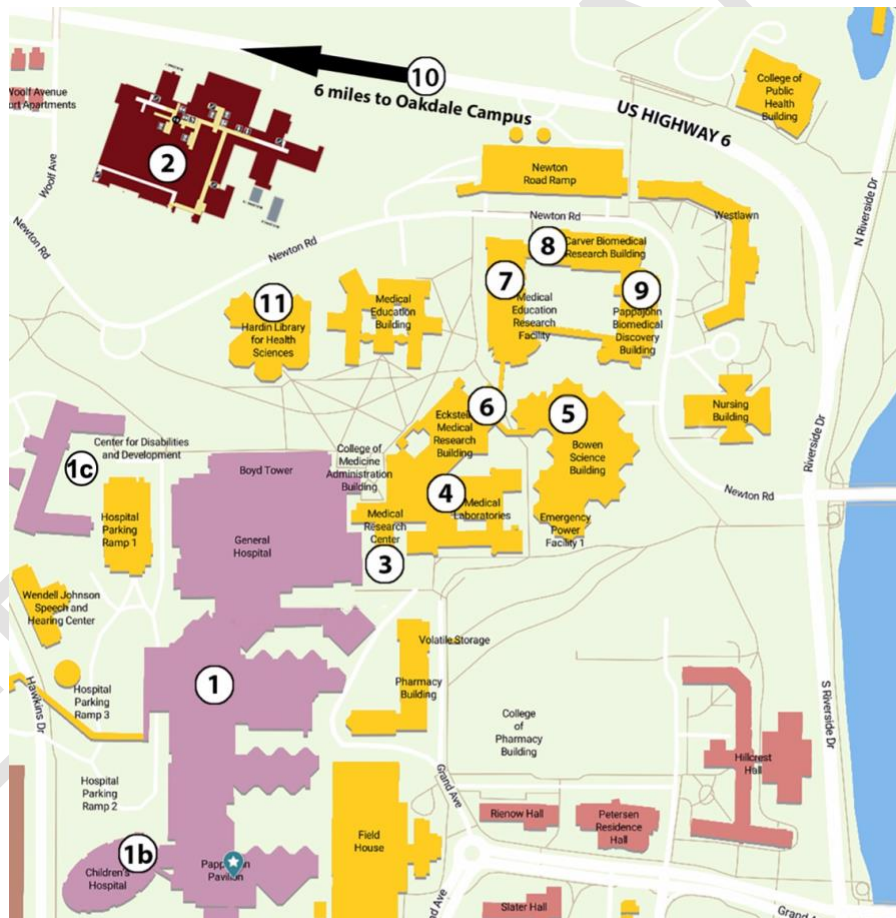 10
6 miles to Oakdale Campus
US HIGHWAY 6
College of
Public
Health
Building
Woolf Avenue
urt Apartments
2
Woolf Ave
Newton
Road Ramp
N Riverside Dr
Newton Rd
Westlawn
Newton Rd
Newton Rd
8
Carver Biomedical
Research Building
7
9
11
Medical
Education
Building
Medical
Education
Research
Facility
Pappajohn
Biomedical
Discovery
Building
Hardin Library
for Health
Sciences
6
5
Eckstein
Medical
Research
Building
Nursing
Building
Riverside Dr
1c
Center for Disabilities
and Development
Boyd Tower
College of
Medicine
Administration
Building
Bowen
Science
Building
4
Medical
Laboratories
Newton Rd
Hospital
Parking
Ramp 1
General
Hospital
Medical
Research
Center
3
Emergency
Power
Facility 1
Wendell Johnson
Speech and
Hearing Center
Volatile Storage
1
Hospital
Parking
Ramp 3
Pharmacy
Building
Hawkins Dr
S Riverside Dr
College
of
Pharmacy
Building
Hillcrest
Hall
Hospital
Parking
Ramp 2
Grand Ave
Rienow Hall
Petersen
Residence
Hall
Field
House
1b
Children's
Hospital
Pavilion
Slater Hall
Grand A